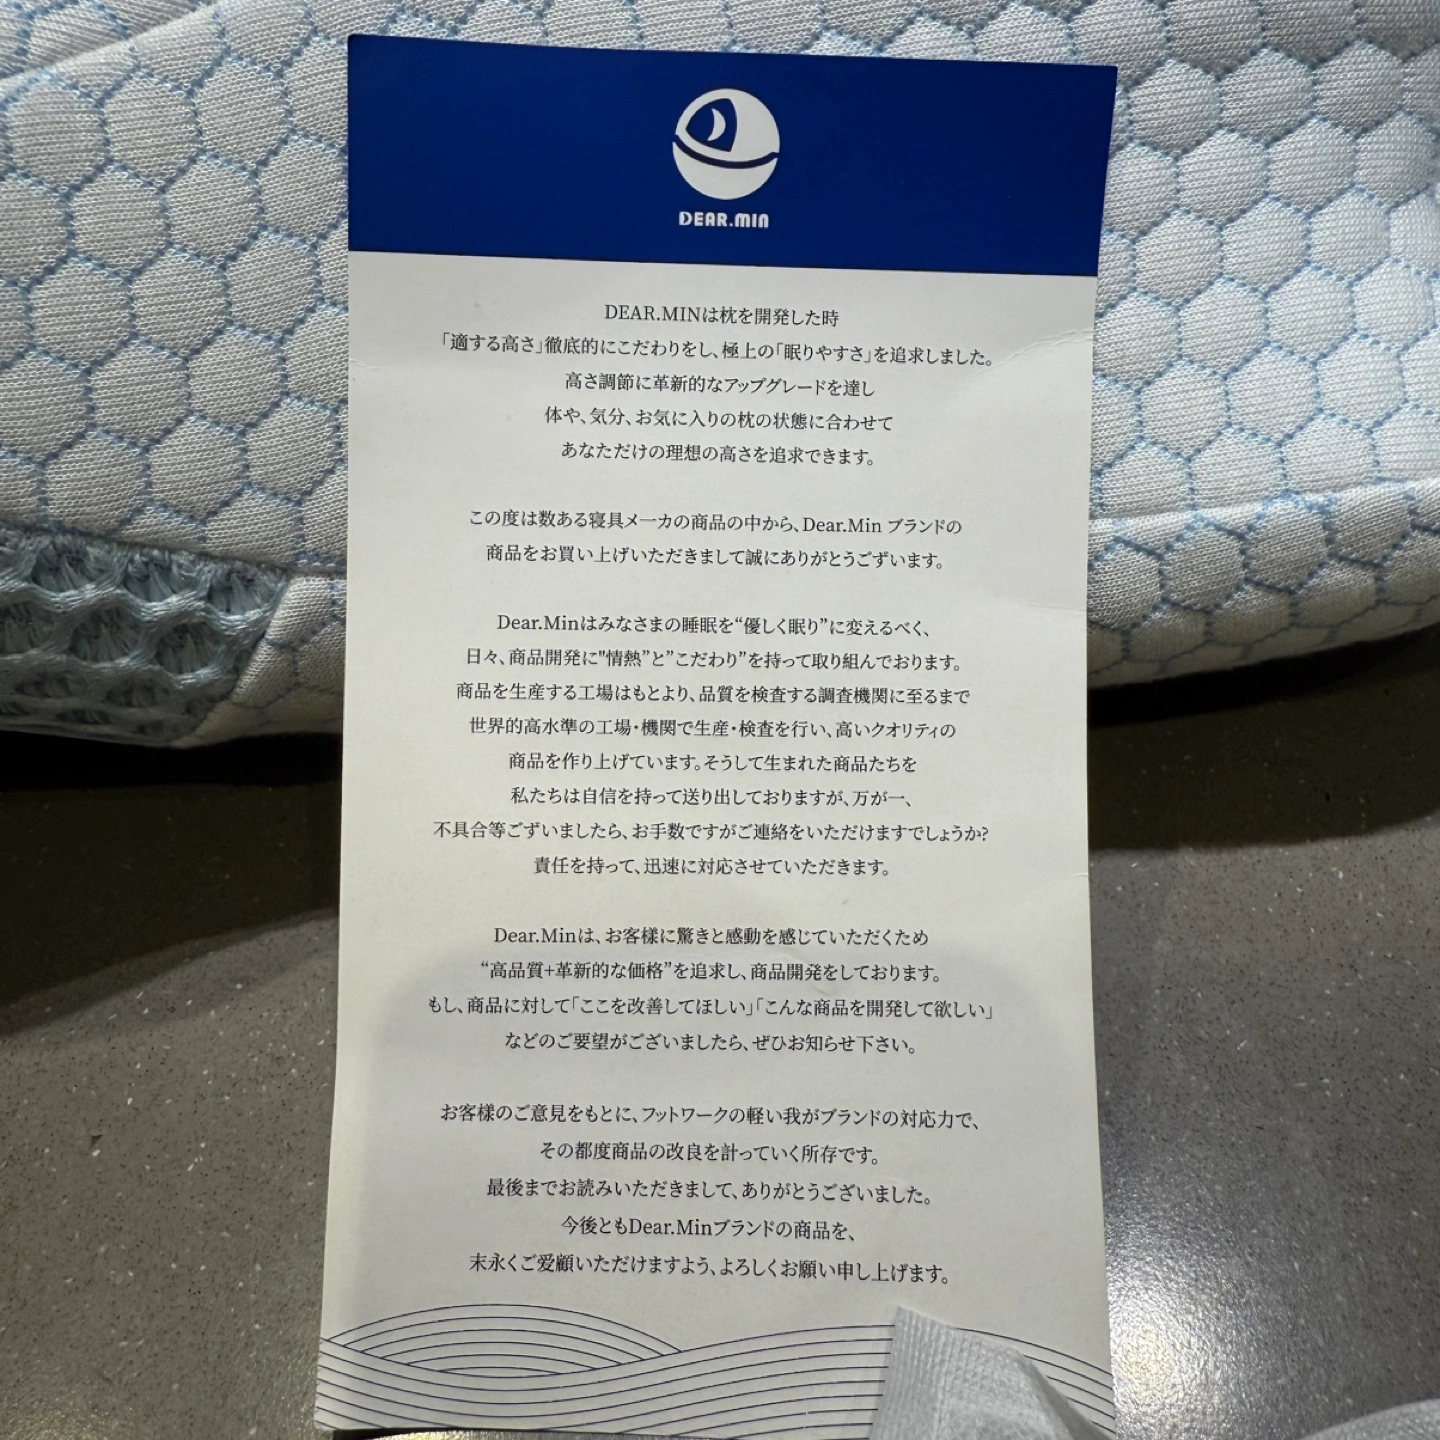 DEAR.MIN
DEAR.MINは枕を開発した時
「適する高さ」徹底的にこだわりをし、極上の「眠りやすさ」を追求しました。
高さ調節に革新的なアップグレードを達し
体や、気分、お気に入りの枕の状態に合わせて
あなただけの理想の高さを追求できます。
この度は数ある寝具メーカの商品の中から、Dear.Min ブランドの
商品をお買い上げいただきまして誠にありがとうございます。
Dear.Minはみなさまの睡眠を“優しく眠り”に変えるべく、
日々、商品開発に"情熱”と”こだわり”を持って取り組んでおります。
商品を生産する工場はもとより、品質を検査する調査機関に至るまで
世界的高水準の工場・機関で生産・検査を行い、高いクオリティの
商品を作り上げています。そうして生まれた商品たちを
私たちは自信を持って送り出しておりますが、万が一、
不具合等ございましたら、お手数ですがご連絡をいただけますでしょうか?
責任を持って、迅速に対応させていただきます。
Dear.Minは、お客様に驚きと感動を感じていただくため
“高品質+革新的な価格”を追求し、商品開発をしております。
もし、商品に対して「ここを改善してほしい」「こんな商品を開発して欲しい」
などのご要望がございましたら、ぜひお知らせ下さい。
お客様のご意見をもとに、フットワークの軽い我がブランドの対応力で、
その都度商品の改良を計っていく所存です。
最後までお読みいただきまして、ありがとうございました。
今後ともDear.Minブランドの商品を、
末永くご愛顧いただけますよう、よろしくお願い申し上げます。